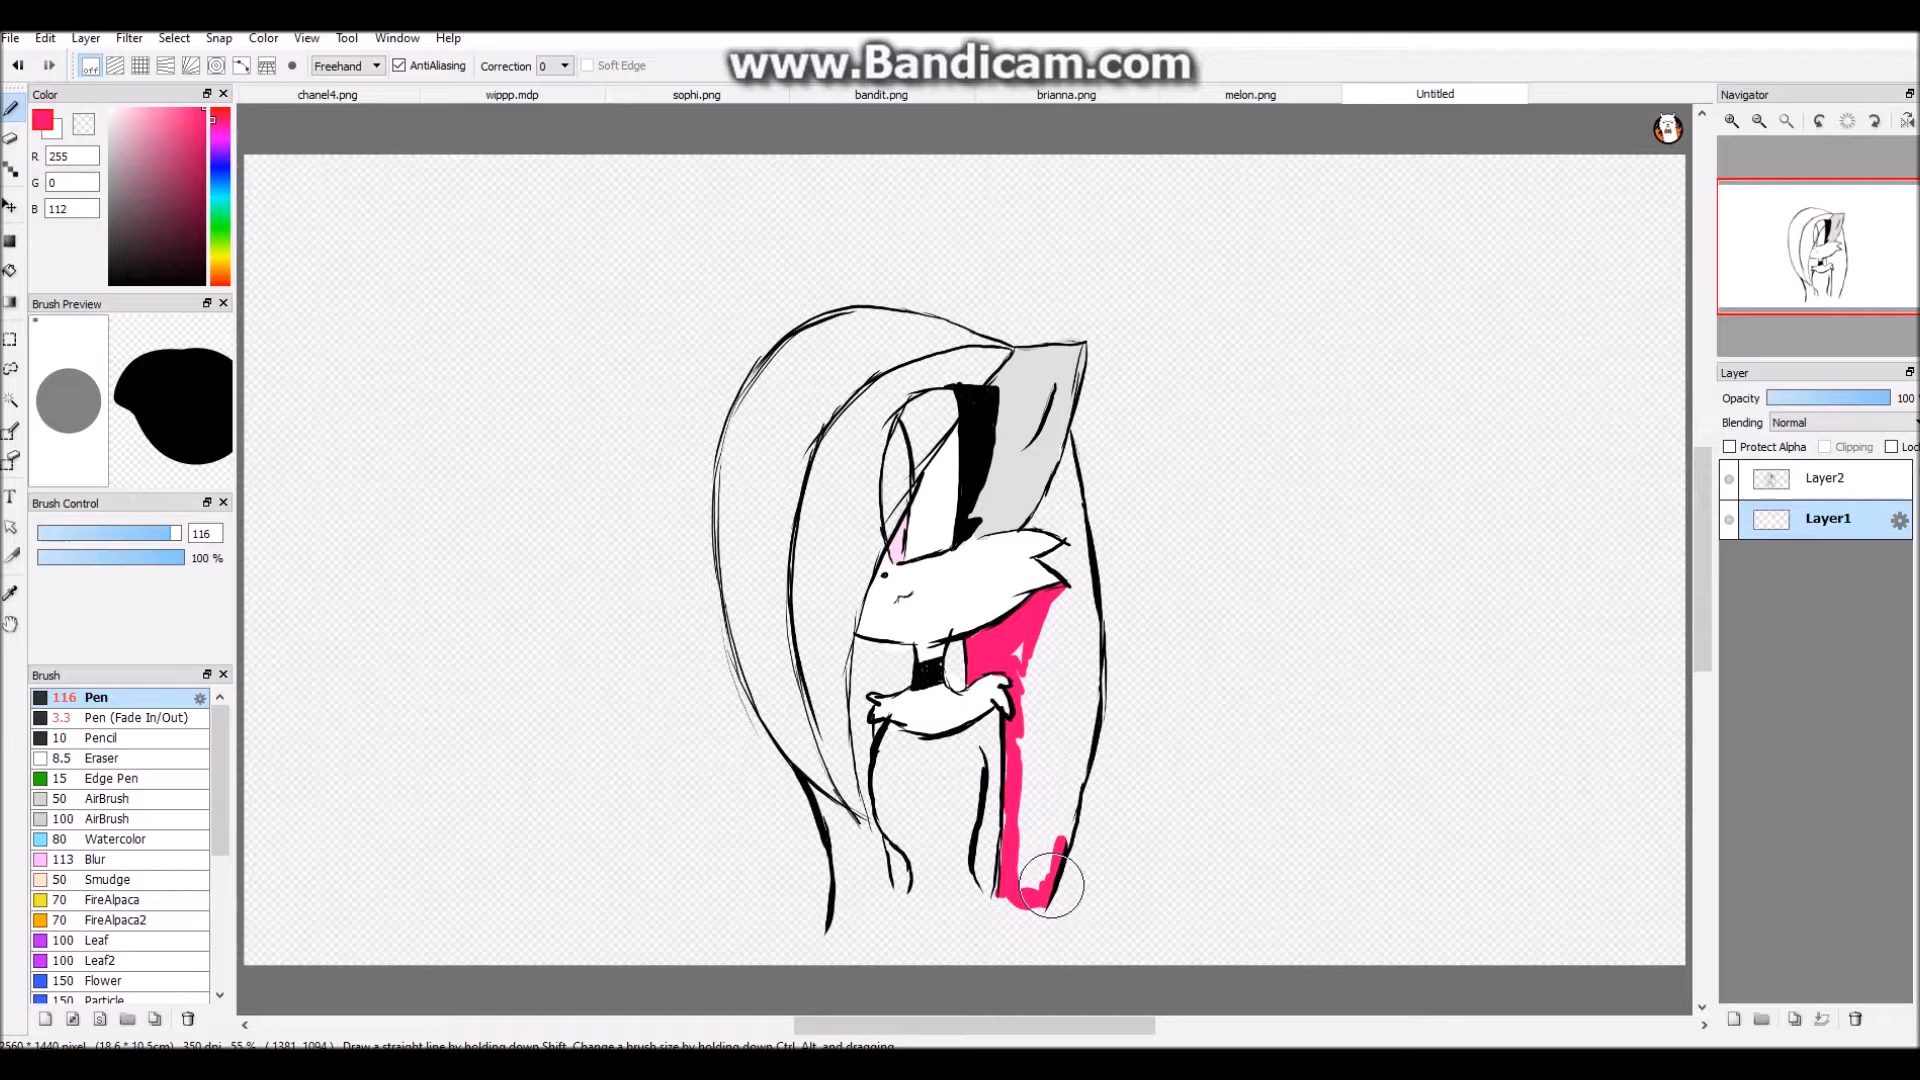 File Edit Layer Filter Select Snap Color View Tool Window Help
off Freehand AntiAliasing Correction 0 Soft Edge
www.Bandicam.com
Color chanel4.png wippp.mdp sophi.png bandit.png brianna.png melon.png Untitled Navigator
R 255
G 0
B 112
Brush Preview
Layer
Opacity 100
Blending Normal
Protect Alpha Clipping Loc
Layer2
Brush Control
Layer1
116
100 %
Brush
116 Pen
3.3 Pen (Fade In/Out)
10 Pencil
8.5 Eraser
15 Edge Pen
50 AirBrush
100 AirBrush
80 Watercolor
113 Blur
50 Smudge
70 FireAlpaca
70 FireAlpaca2
100 Leaf
100 Leaf2
150 Flower
150 Particle
2560 * 1440 pixel (18.6 * 10.5cm) 350 dpi 55 % ( 1381, 1094 ) Draw a straight line by holding down Shift, Change a brush size by holding down Ctrl, Alt, and dragging